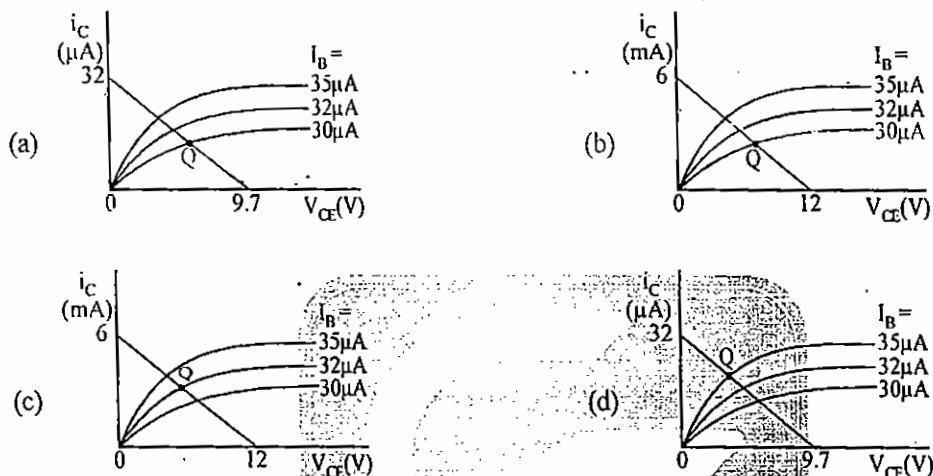 (a)
i_C
(μA)
32
I_B =
35μA
32μA
30μA
Q
0
9.7
V_CE(V)
(b)
i_C
(mA)
6
I_B =
35μA
32μA
30μA
Q
0
12
V_CE(V)
(c)
i_C
(mA)
6
I_B =
35μA
32μA
30μA
Q
0
12
V_CE(V)
(d)
i_C
(μA)
32
I_B =
35μA
32μA
30μA
Q
0
9.7
V_CE(V)